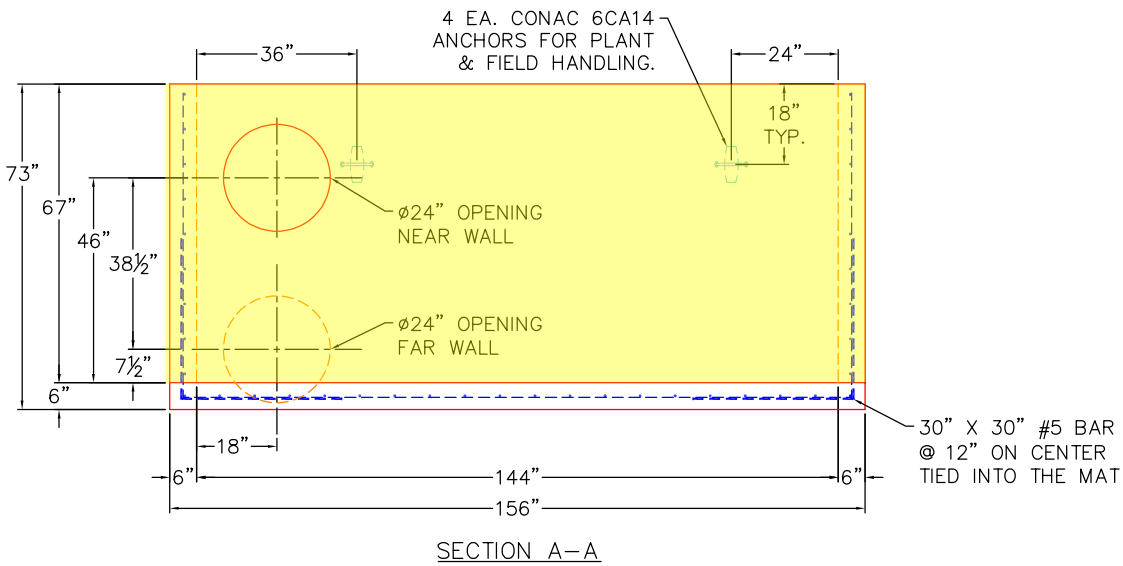 4 EA. CONAC 6CA14
ANCHORS FOR PLANT
& FIELD HANDLING.
36"
24"
18"
TYP.
73"
67"
46"
38½"
ø24" OPENING
NEAR WALL
ø24" OPENING
FAR WALL
7½"
6"
18"
30" X 30" #5 BAR
@ 12" ON CENTER
TIED INTO THE MAT
6"
144"
6"
156"
SECTION A-A